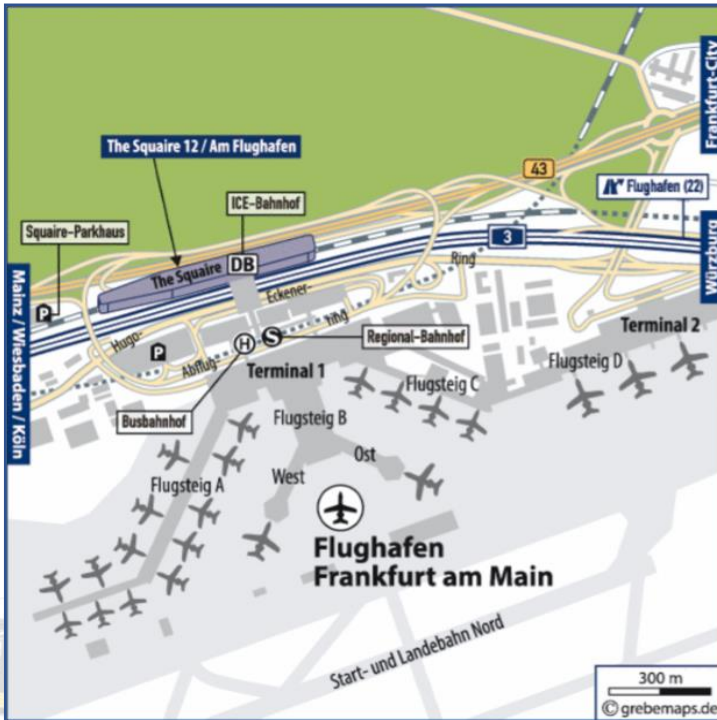 Frankfurt-City
43
The Squaire 12 / Am Flughafen
Flughafen (22)
ICE-Bahnhof
Squaire-Parkhaus
3
Würzburg
The Squaire
DB
Ring
Mainz / Wiesbaden / Köln
P
Eckener-
Hugo-
ring
P
H
S
Regional-Bahnhof
Terminal 2
Abflug-
Terminal 1
Flugsteig D
Flugsteig C
Busbahnhof
Flugsteig B
Ost
West
Flugsteig A
Flughafen
Frankfurt am Main
Start- und Landebahn Nord
300 m
© grebemaps.de